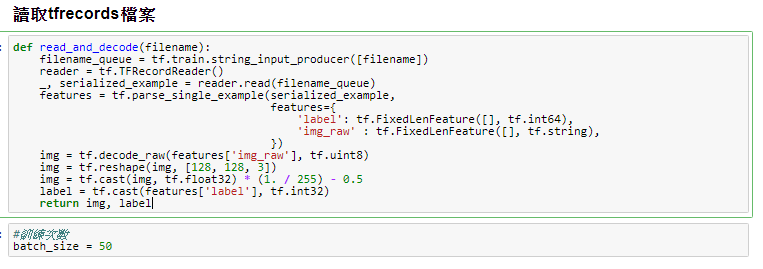 讀取tfrecords檔案
def read_and_decode(filename):
    filename_queue = tf.train.string_input_producer([filename])
    reader = tf.TFRecordReader()
    _, serialized_example = reader.read(filename_queue)
    features = tf.parse_single_example(serialized_example,
                                       features={
                                           'label': tf.FixedLenFeature([], tf.int64),
                                           'img_raw' : tf.FixedLenFeature([], tf.string),
                                       })
    img = tf.decode_raw(features['img_raw'], tf.uint8)
    img = tf.reshape(img, [128, 128, 3])
    img = tf.cast(img, tf.float32) * (1. / 255) - 0.5
    label = tf.cast(features['label'], tf.int32)
    return img, label
#訓練次數
batch_size = 50